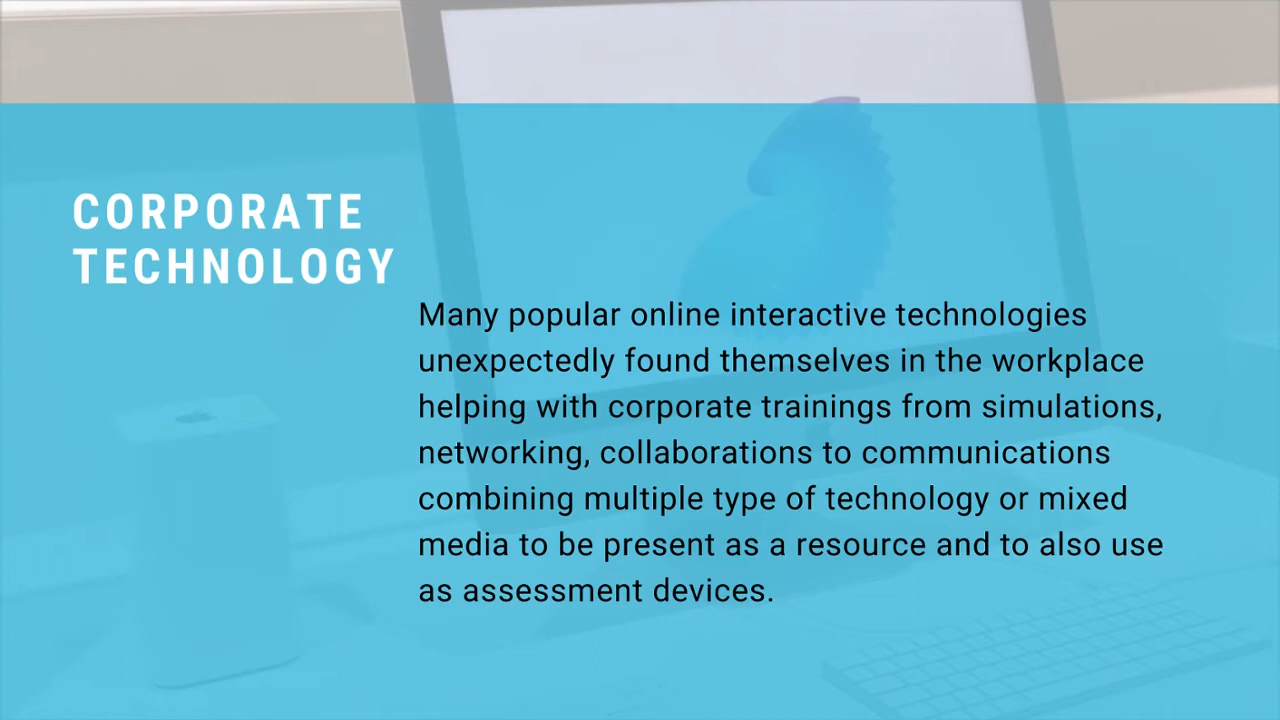 CORPORATE
TECHNOLOGY
Many popular online interactive technologies
unexpectedly found themselves in the workplace
helping with corporate trainings from simulations,
networking, collaborations to communications
combining multiple type of technology or mixed
media to be present as a resource and to also use
as assessment devices.